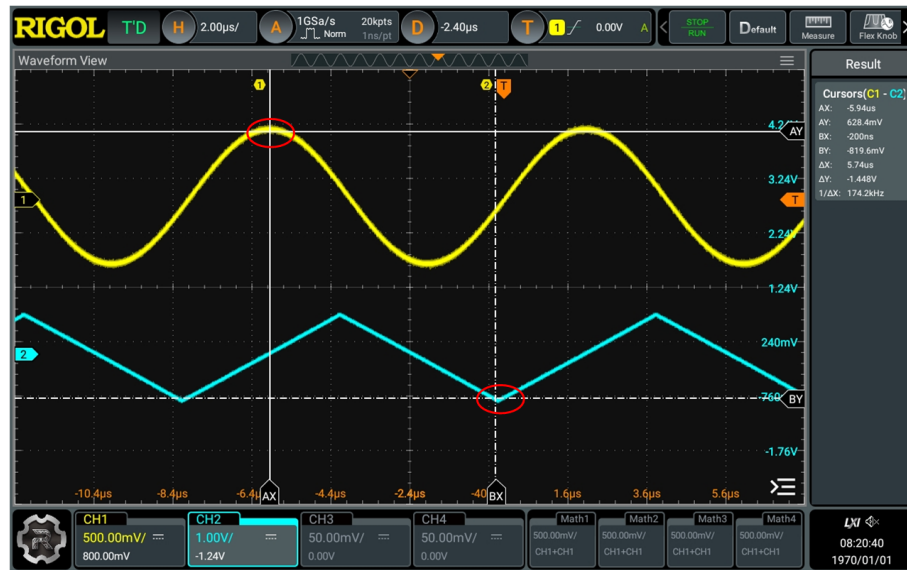 RIGOL T'D H 2.00µs/ A 1GSa/s 20kpts Norm 1ns/pt D -2.40µs T 1 0.00V A STOP RUN Default Measure Flex Knob
Waveform View
Result
1 2 T
Cursors(C1 - C2)
AX: -5.94us
AY: 628.4mV
BX: -200ns
BY: -819.6mV
ΔX: 5.74us
ΔY: -1.448V
1/ΔX: 174.2kHz
AY
3.24V
1 T
1.24V
240mV
2
BY
-1.76V
-10.4µs -8.4µs AX -4.4µs -2.4µs BX 1.6µs 3.6µs 5.6µs
CH1 CH2 CH3 CH4 Math1 Math2 Math3 Math4
500.00mV/ 1.00V/ 50.00mV/ 50.00mV/ 500.00mV/ 500.00mV/ 500.00mV/ 500.00mV/
800.00mV -1.24V 0.00V 0.00V CH1+CH1 CH1+CH1 CH1+CH1 CH1+CH1
LXI
08:20:40
1970/01/01